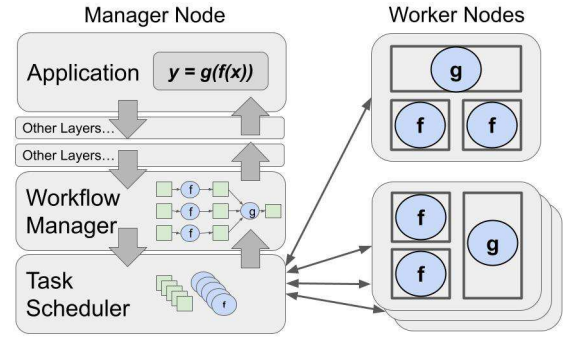 Manager Node
Worker Nodes
Application
y = g(f(x))
Other Layers...
Other Layers...
Workflow
Manager
f
f
g
f
Task
Scheduler
f
g
f
f
f
g
f